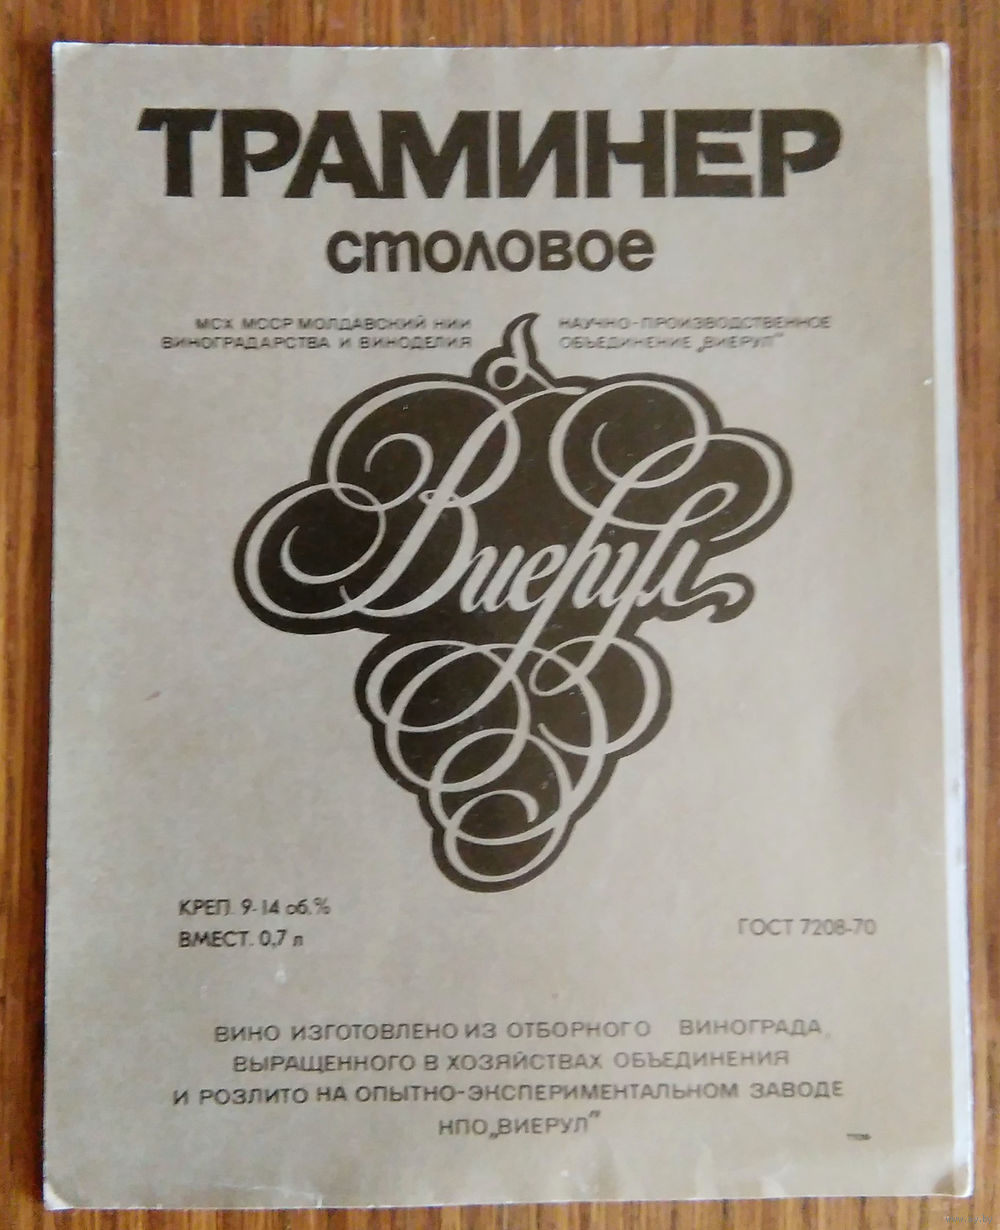 ТРАМИНЕР
столовое
МСХ МССР МОЛДАВСКИЙ НИИ
ВИНОГРАДАРСТВА И ВИНОДЕЛИЯ
НАУЧНО-ПРОИЗВОДСТВЕННОЕ
ОБЪЕДИНЕНИЕ „ВИЕРУЛ"
Виерул
КРЕП. 9-14 об.%
ВМЕСТ. 0,7 л
ГОСТ 7208-70
ВИНО ИЗГОТОВЛЕНО ИЗ ОТБОРНОГО ВИНОГРАДА,
ВЫРАЩЕННОГО В ХОЗЯЙСТВАХ ОБЪЕДИНЕНИЯ
И РОЗЛИТО НА ОПЫТНО-ЭКСПЕРИМЕНТАЛЬНОМ ЗАВОДЕ
НПО „ВИЕРУЛ"